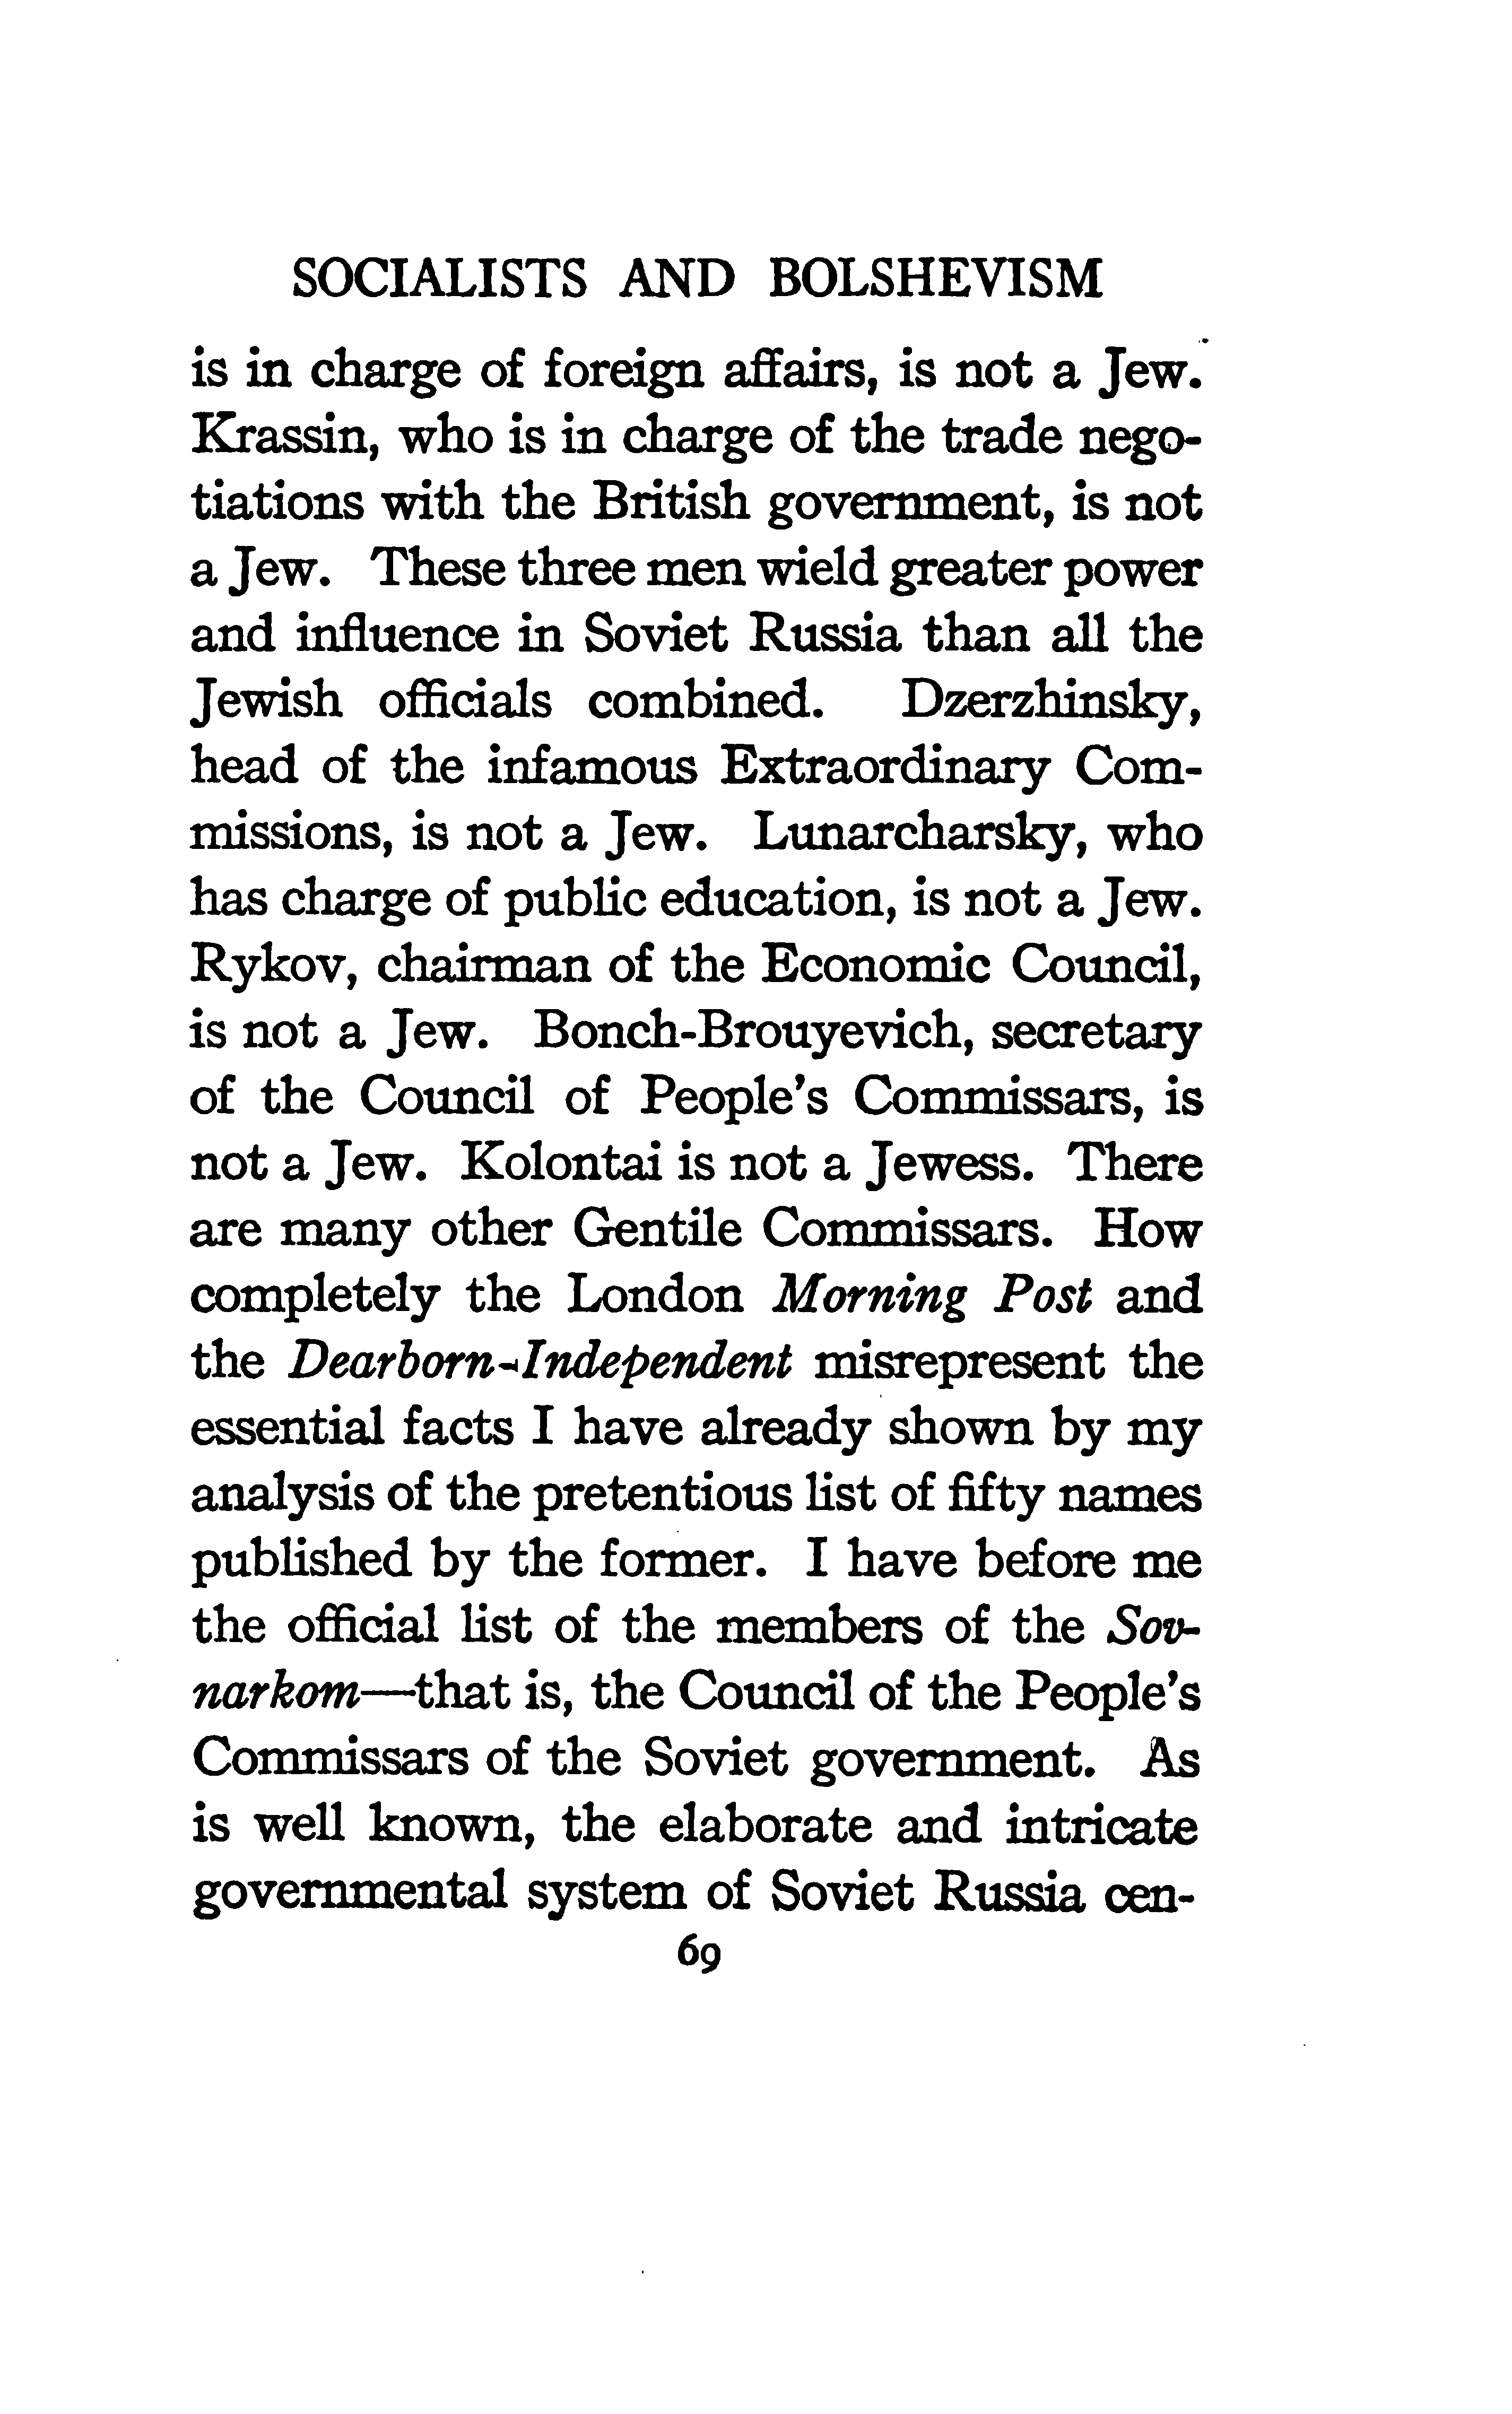 SOCIALISTS AND BOLSHEVISM
is in charge of foreign affairs, is not a Jew.
Krassin, who is in charge of the trade nego-
tiations with the British government, is not
a Jew. These three men wield greater power
and influence in Soviet Russia than all the
Jewish officials combined. Dzerzhinsky,
head of the infamous Extraordinary Com-
missions, is not a Jew. Lunarcharsky, who
has charge of public education, is not a Jew.
Rykov, chairman of the Economic Council,
is not a Jew. Bonch-Brouyevich, secretary
of the Council of People's Commissars, is
not a Jew. Kolontai is not a Jewess. There
are many other Gentile Commissars. How
completely the London Morning Post and
the Dearborn-Independent misrepresent the
essential facts I have already shown by my
analysis of the pretentious list of fifty names
published by the former. I have before me
the official list of the members of the Sov-
narkom—that is, the Council of the People's
Commissars of the Soviet government. As
is well known, the elaborate and intricate
governmental system of Soviet Russia cen-
69